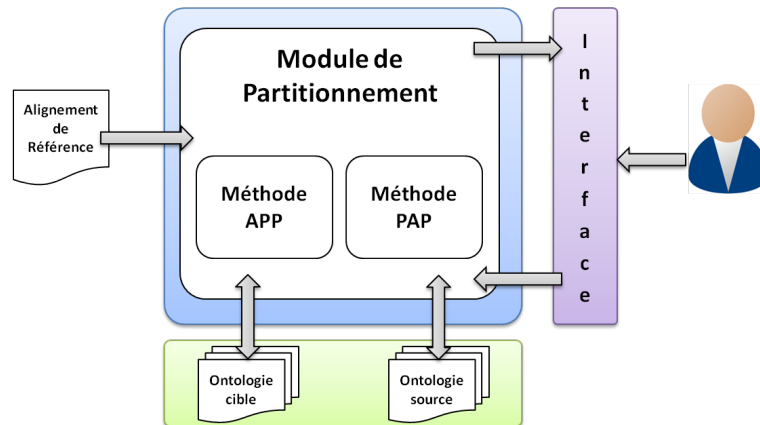 Module de
Partitionnement
Alignement
de
Référence
Méthode
APP
Méthode
PAP
I
n
t
e
r
f
a
c
e
Ontologie
cible
Ontologie
source